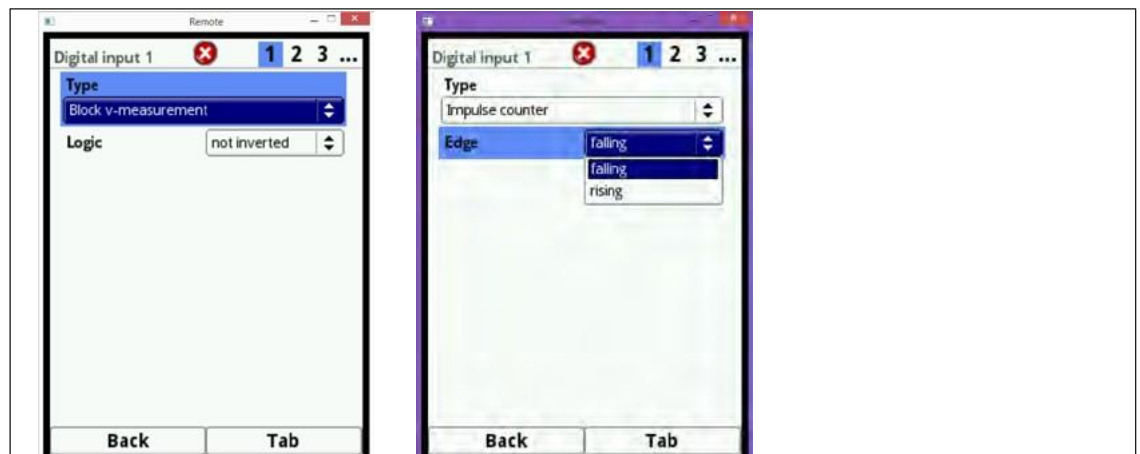 Remote
Digital input 1 1 2 3 ...
Type
Block v-measurement
Logic not inverted
Back Tab
Digital input 1 1 2 3 ...
Type
Impulse counter
Edge falling
falling
rising
Back Tab